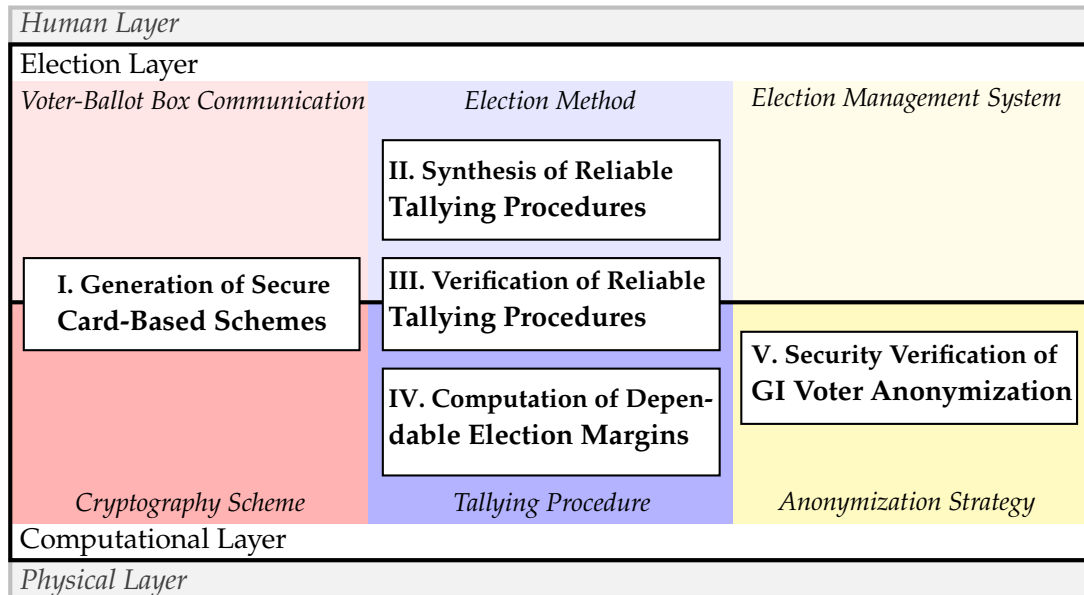 Human Layer
Election Layer
Voter-Ballot Box Communication
Election Method
Election Management System
II. Synthesis of Reliable
Tallying Procedures
I. Generation of Secure
Card-Based Schemes
III. Verification of Reliable
Tallying Procedures
V. Security Verification of
GI Voter Anonymization
IV. Computation of Depen-
dable Election Margins
Cryptography Scheme
Tallying Procedure
Anonymization Strategy
Computational Layer
Physical Layer